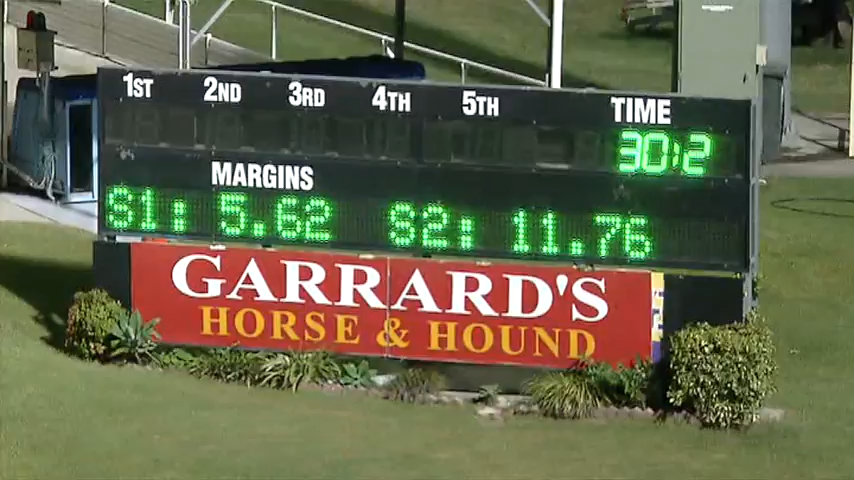 1ST 2ND 3RD 4TH 5TH TIME
30:2
MARGINS
S1: 5.62 S2: 11.76
GARRARD'S
HORSE & HOUND